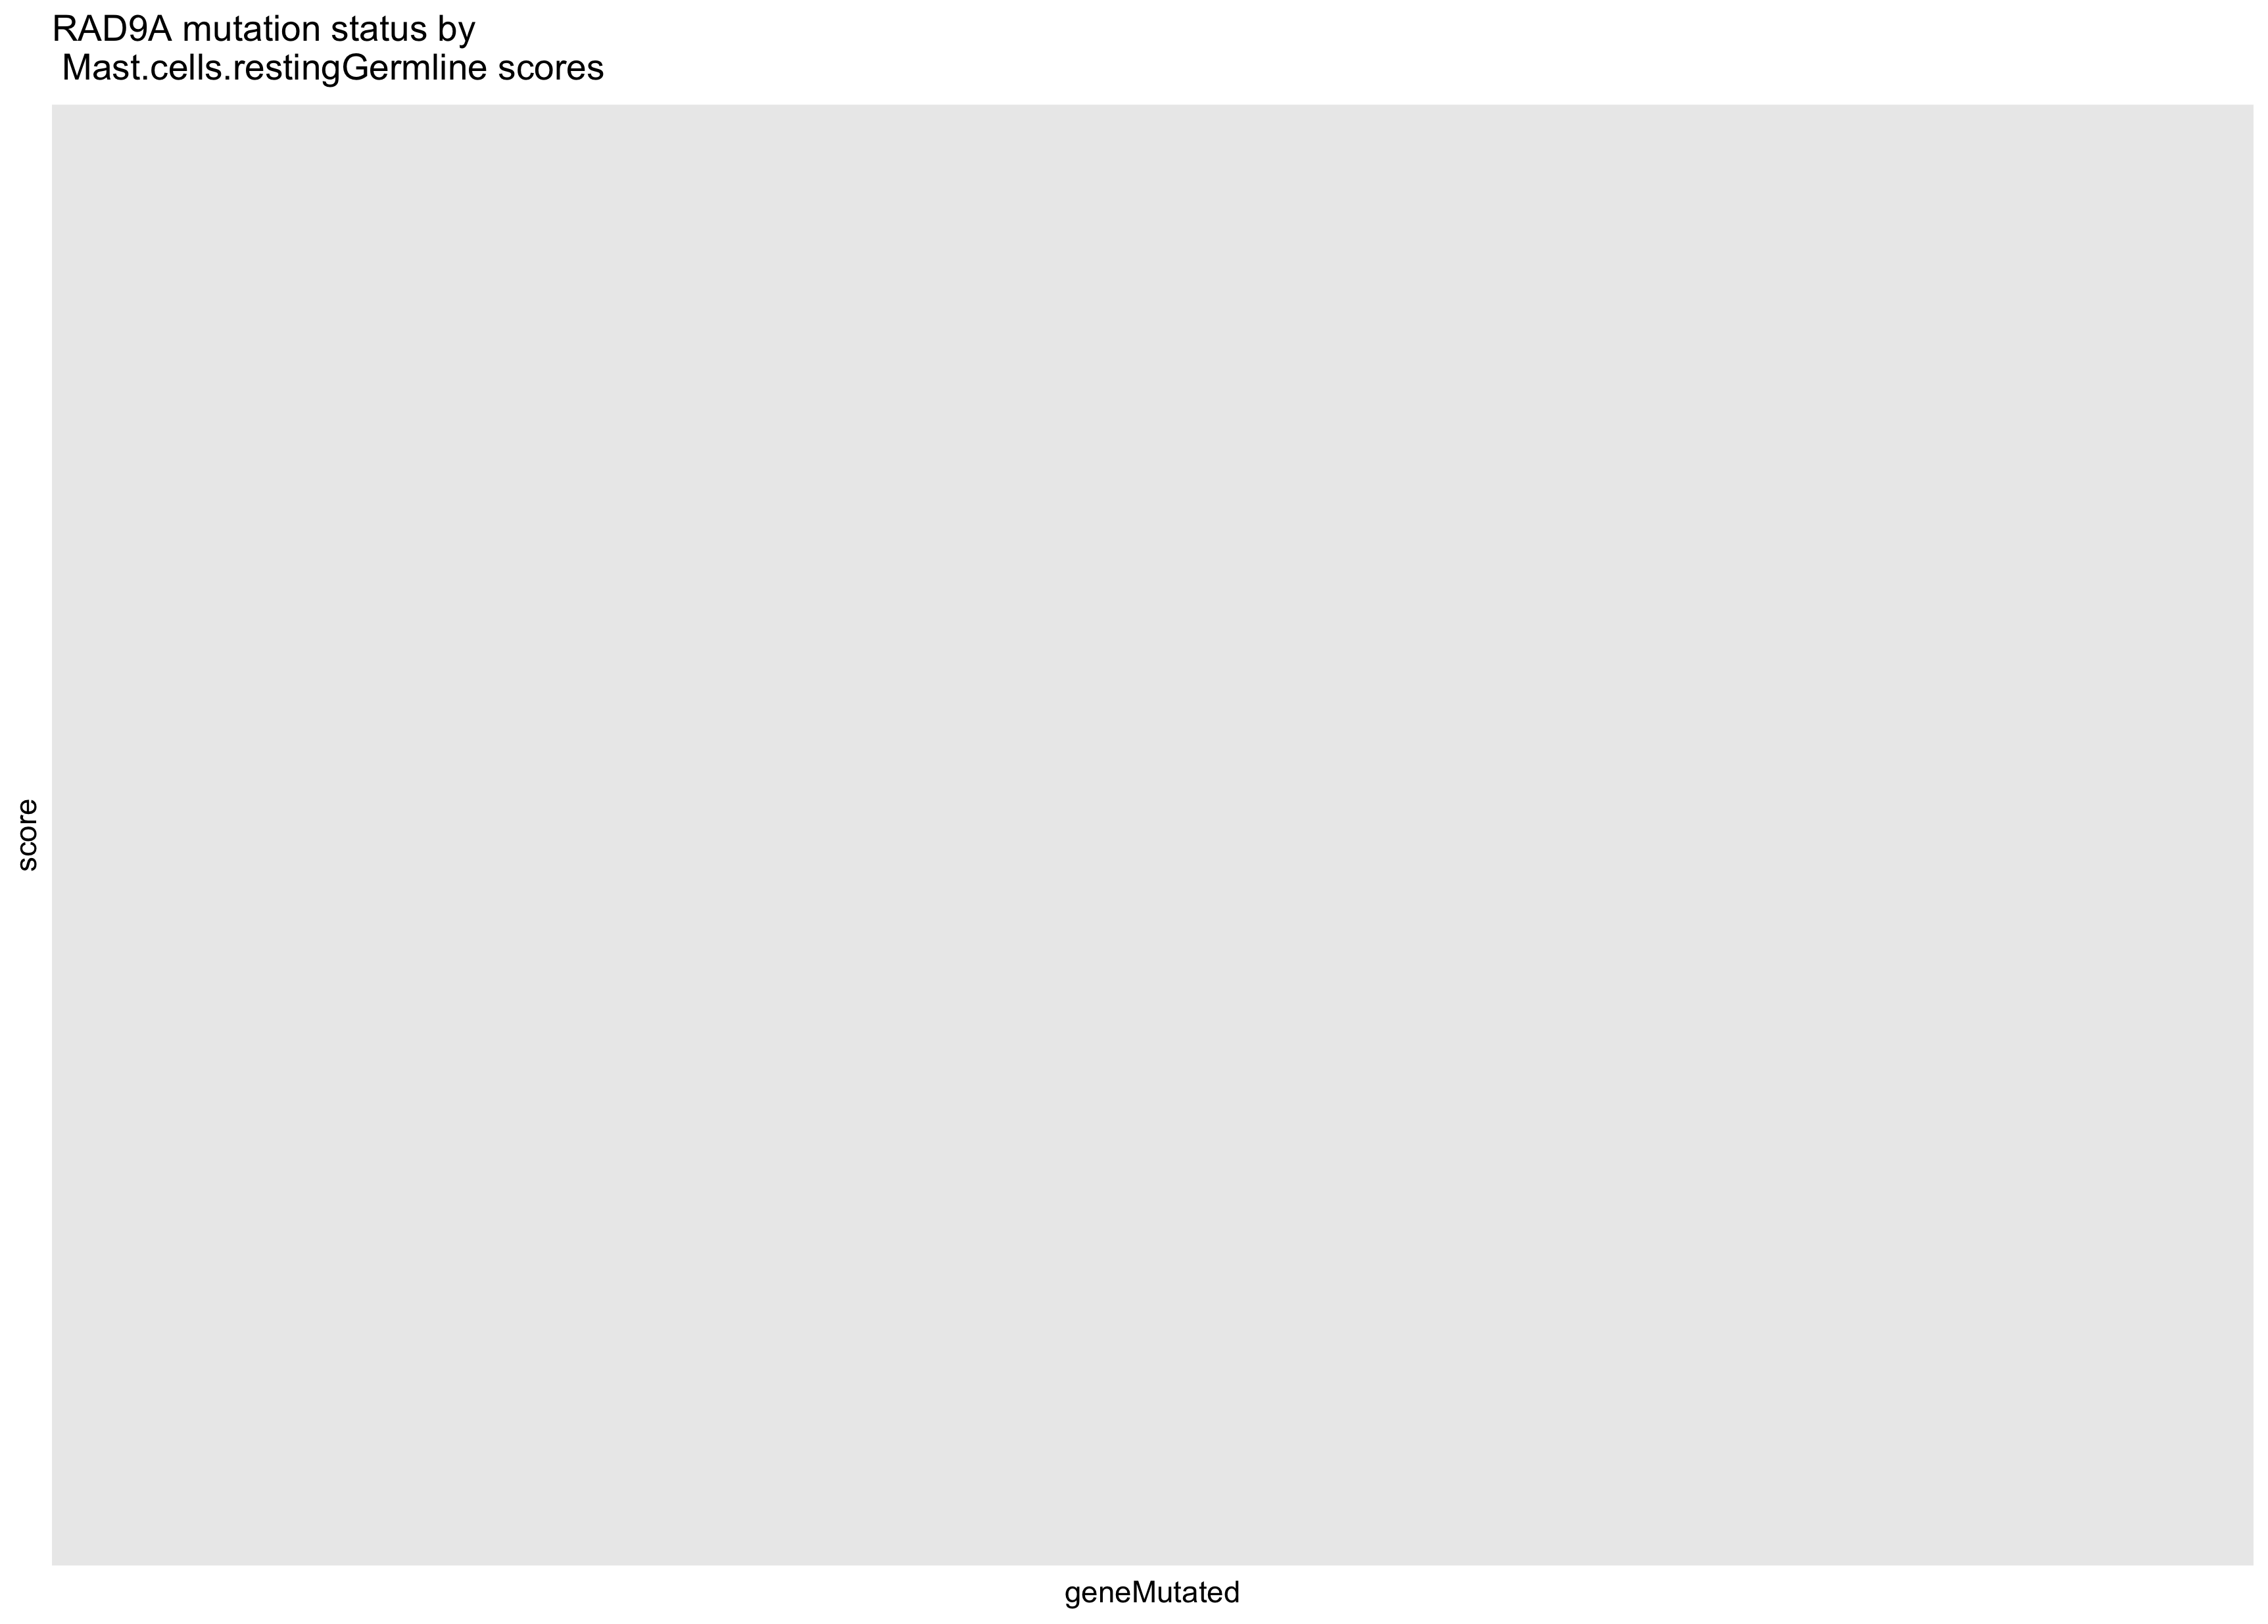 RAD9A mutation status by
Mast.cells.restingGermline scores
score
geneMutated